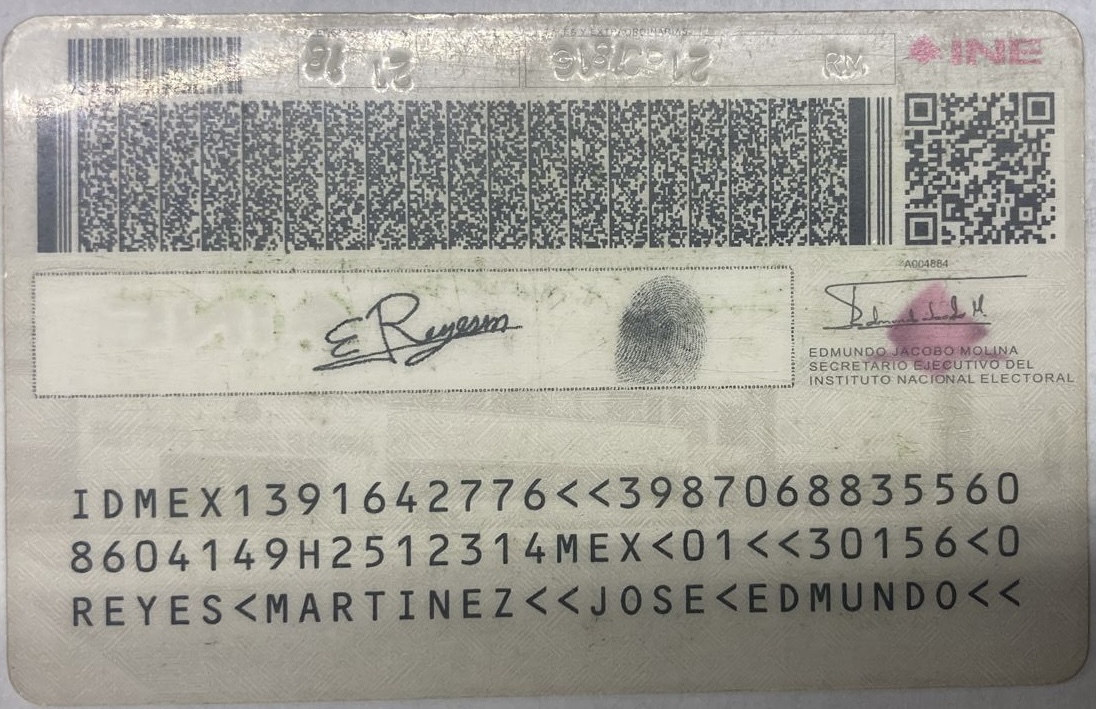 INE
A004884
EDMUNDO JACOBO MOLINA
SECRETARIO EJECUTIVO DEL
INSTITUTO NACIONAL ELECTORAL
IDMEX1391642776<<3987068835560
8604149H2512314MEX<01<<30156<0
REYES<MARTINEZ<<JOSE<EDMUNDO<<